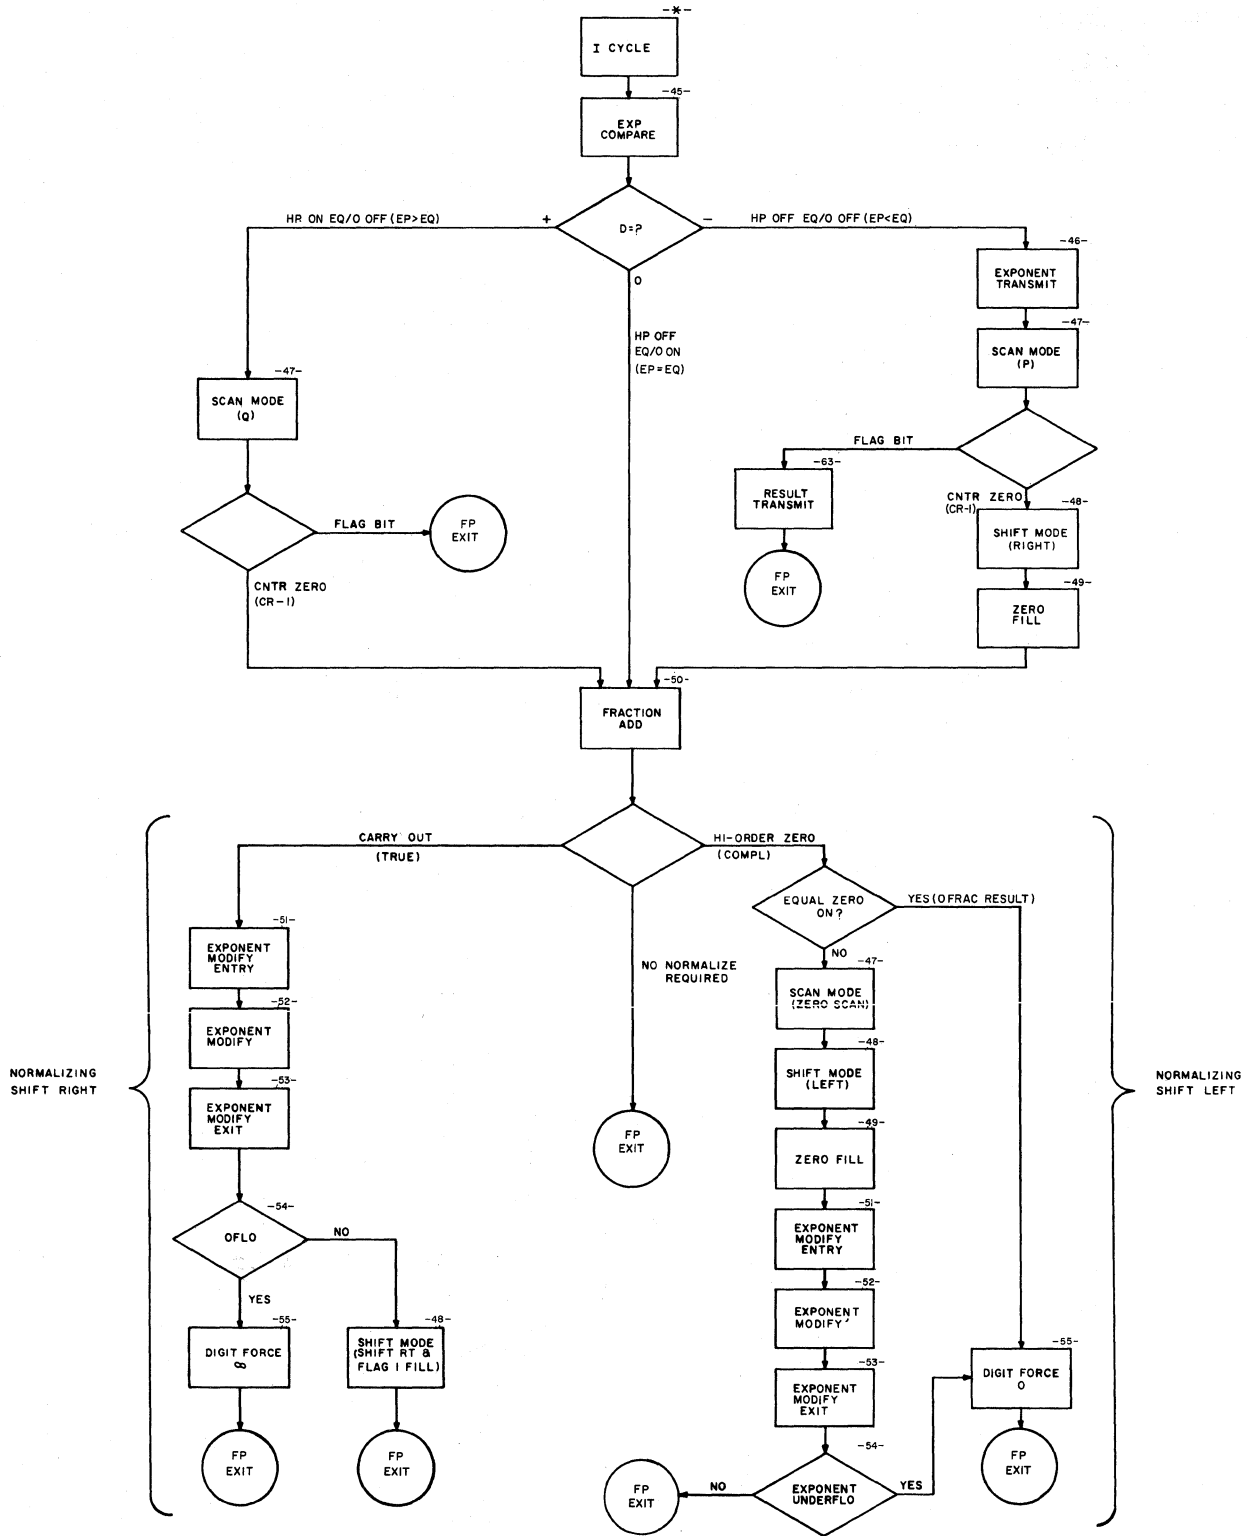 -*-
I CYCLE
-45-
EXP
COMPARE
HR ON EQ/O OFF (EP>EQ)
+
D=?
-
HP OFF EQ/O OFF (EP<EQ)
O
HP OFF
EQ/O ON
(EP=EQ)
-46-
EXPONENT
TRANSMIT
-47-
SCAN MODE
(P)
-47-
SCAN MODE
(Q)
FLAG BIT
-63-
RESULT
TRANSMIT
FP
EXIT
CNTR ZERO
(CR-I)
-48-
SHIFT MODE
(RIGHT)
-49-
ZERO
FILL
FLAG BIT
FP
EXIT
CNTR ZERO
(CR-I)
-50-
FRACTION
ADD
CARRY OUT
(TRUE)
HI-ORDER ZERO
(COMPL)
EQUAL ZERO
ON?
YES (OFRAC RESULT)
NO
NO NORMALIZE
REQUIRED
FP
EXIT
NORMALIZING
SHIFT RIGHT
-51-
EXPONENT
MODIFY
ENTRY
-52-
EXPONENT
MODIFY
-53-
EXPONENT
MODIFY
EXIT
-54-
OFLO
NO
YES
-55-
DIGIT FORCE
∞
FP
EXIT
-48-
SHIFT MODE
(SHIFT RT &
FLAG I FILL)
FP
EXIT
-47-
SCAN MODE
(ZERO SCAN)
-48-
SHIFT MODE
(LEFT)
-49-
ZERO FILL
-51-
EXPONENT
MODIFY
ENTRY
-52-
EXPONENT
MODIFY
-53-
EXPONENT
MODIFY
EXIT
-54-
EXPONENT
UNDERFLO
NO
FP
EXIT
YES
-55-
DIGIT FORCE
O
FP
EXIT
NORMALIZING
SHIFT LEFT